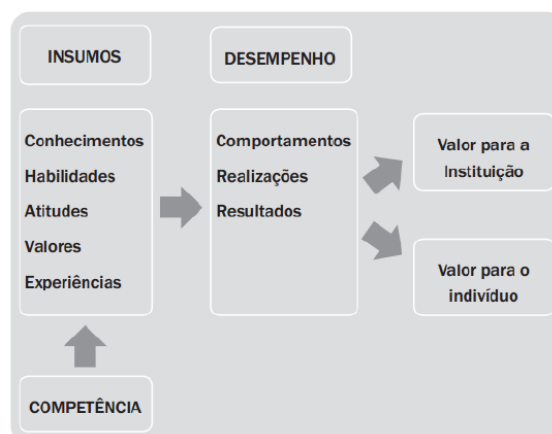 INSUMOS
DESEMPENHO
Conhecimentos
Habilidades
Atitudes
Valores
Experiências
Comportamentos
Realizações
Resultados
Valor para a
Instituição
Valor para o
indivíduo
COMPETÊNCIA